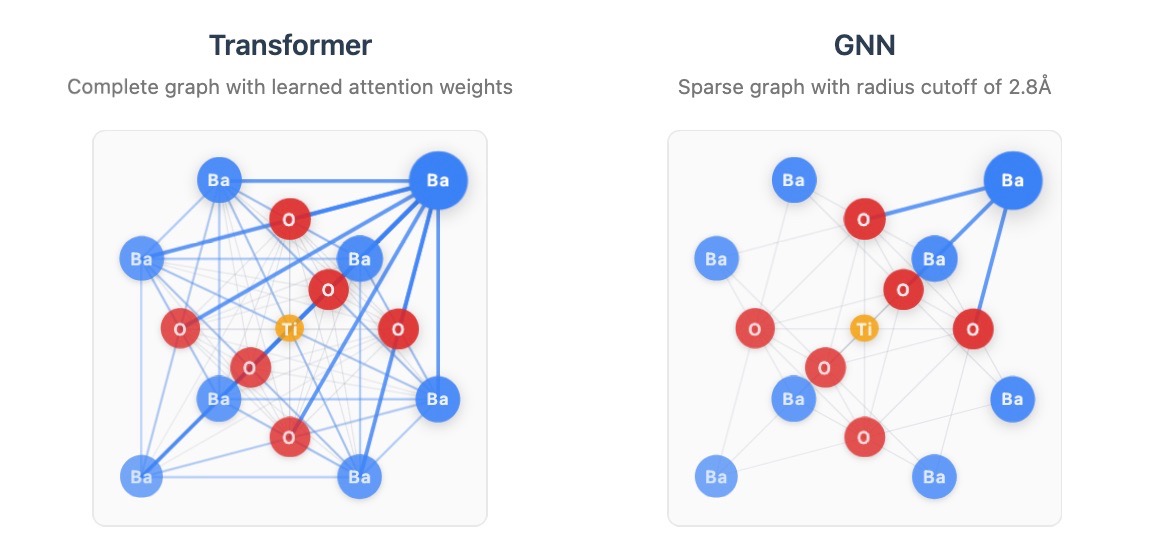 Transformer
Complete graph with learned attention weights
Ba
Ba
O
Ba
Ba
O
O
Ti
O
O
Ba
Ba
O
Ba
Ba
GNN
Sparse graph with radius cutoff of 2.8Å
Ba
Ba
O
Ba
Ba
O
O
Ti
O
O
Ba
Ba
O
Ba
Ba